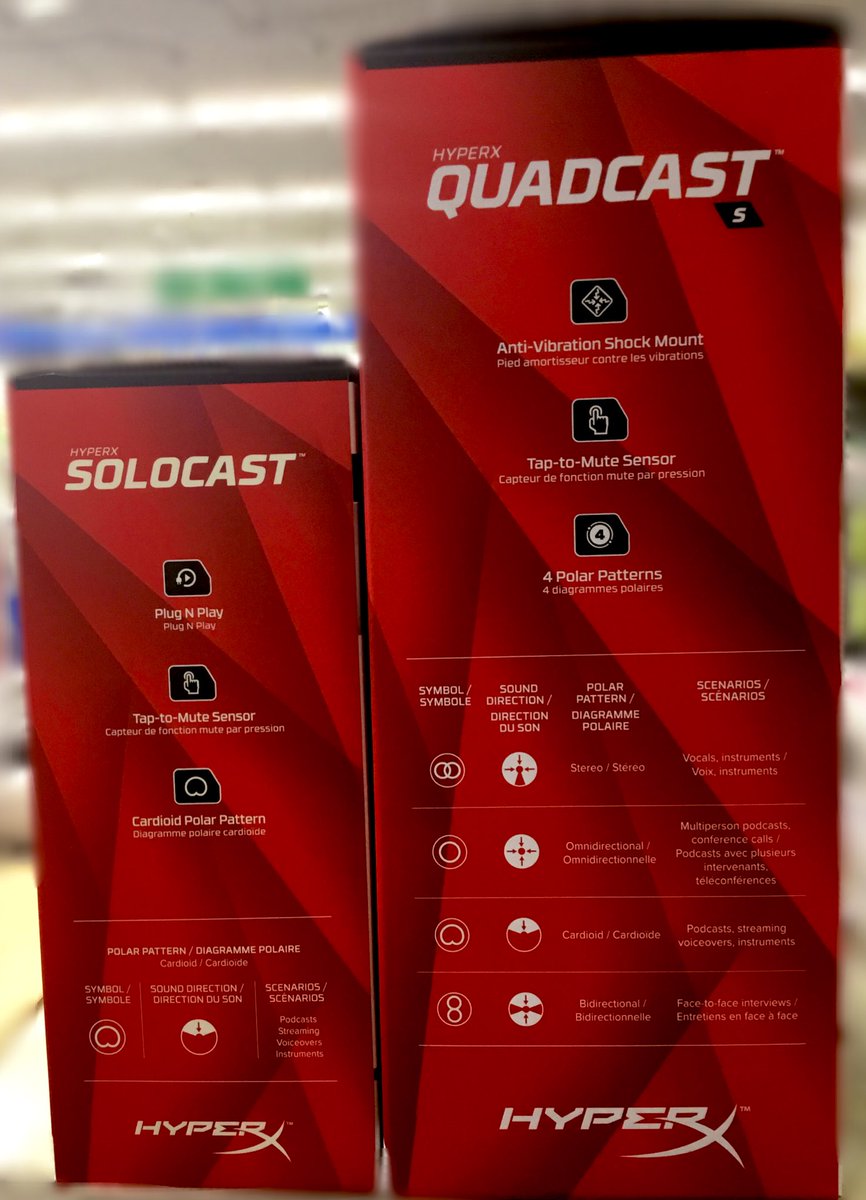 HYPERX
SOLOCAST™
Plug N Play
Plug N Play
Tap-to-Mute Sensor
Capteur de fonction mute par pression
Cardioid Polar Pattern
Diagramme polaire cardioide
POLAR PATTERN / DIAGRAMME POLAIRE
Cardioid / Cardioide
SYMBOL /
SYMBOLE
SOUND DIRECTION /
DIRECTION DU SON
SCENARIOS /
SCÉNARIOS
Podcasts
Streaming
Voiceovers
Instruments
HYPERX™
HYPERX
QUADCAST™
S
Anti-Vibration Shock Mount
Pied amortisseur contre les vibrations
Tap-to-Mute Sensor
Capteur de fonction mute par pression
4
4 Polar Patterns
4 diagrammes polaires
SYMBOL /
SYMBOLE
SOUND
DIRECTION /
DIRECTION
DU SON
POLAR
PATTERN /
DIAGRAMME
POLAIRE
SCENARIOS /
SCÉNARIOS
Stereo / Stéréo
Vocals, instruments /
Voix, instruments
Omnidirectional /
Omnidirectionnelle
Multiperson podcasts,
conference calls /
Podcasts avec plusieurs
intervenants,
téléconférences
Cardioid / Cardioïde
Podcasts, streaming
voiceovers, instruments
Bidirectional /
Bidirectionnelle
Face-to-face interviews /
Entretiens en face à face
HYPERX™